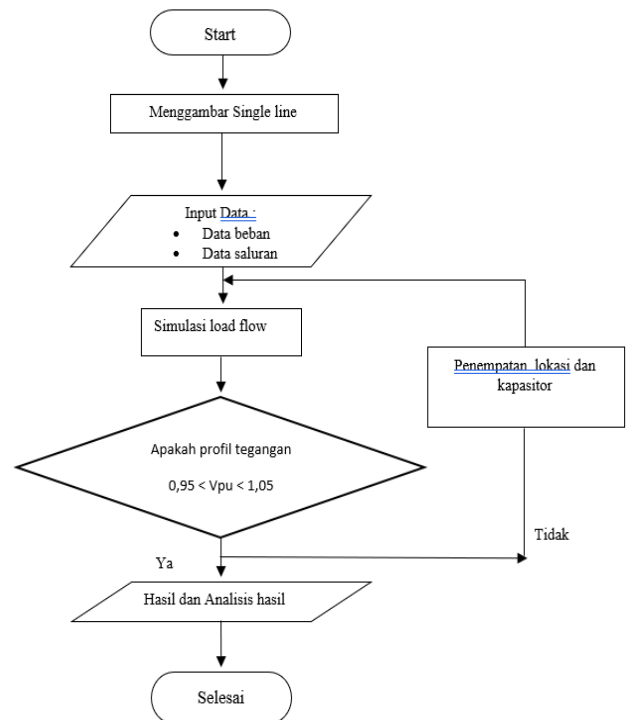 Start
Menggambar Single line
Input Data :
• Data beban
• Data saluran
Simulasi load flow
Penempatan lokasi dan
kapasitor
Apakah profil tegangan
0,95 < Vpu < 1,05
Tidak
Ya
Hasil dan Analisis hasil
Selesai